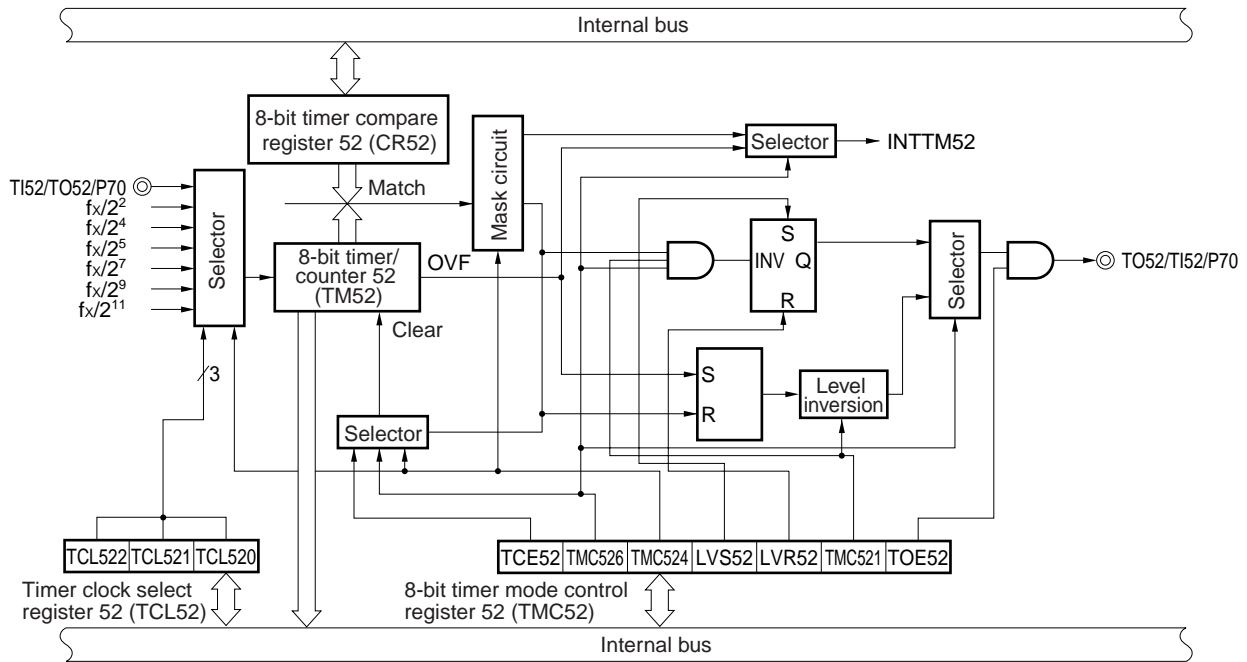 Internal bus
8-bit timer compare
register 52 (CR52)
Mask circuit
Selector
INTTM52
Match
TI52/TO52/P70
fx/2²
fx/2⁴
fx/2⁵
fx/2⁷
fx/2⁹
fx/2¹¹
Selector
8-bit timer/
counter 52
(TM52)
OVF
Clear
S
INV Q
R
Selector
TO52/TI52/P70
3
S
R
Level
inversion
Selector
TCL522 TCL521 TCL520
Timer clock select
register 52 (TCL52)
TCE52 TMC526 TMC524 LVS52 LVR52 TMC521 TOE52
8-bit timer mode control
register 52 (TMC52)
Internal bus